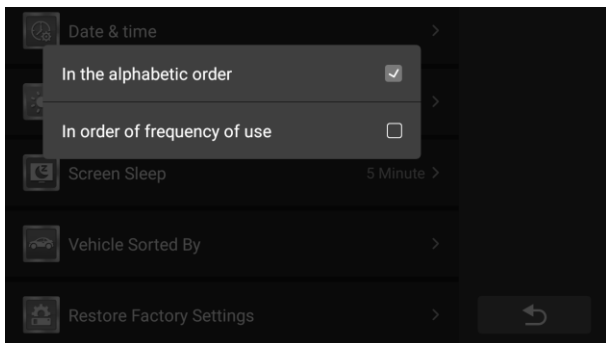 Date & time
In the alphabetic order
In order of frequency of use
Screen Sleep
5 Minute
Vehicle Sorted By
Restore Factory Settings